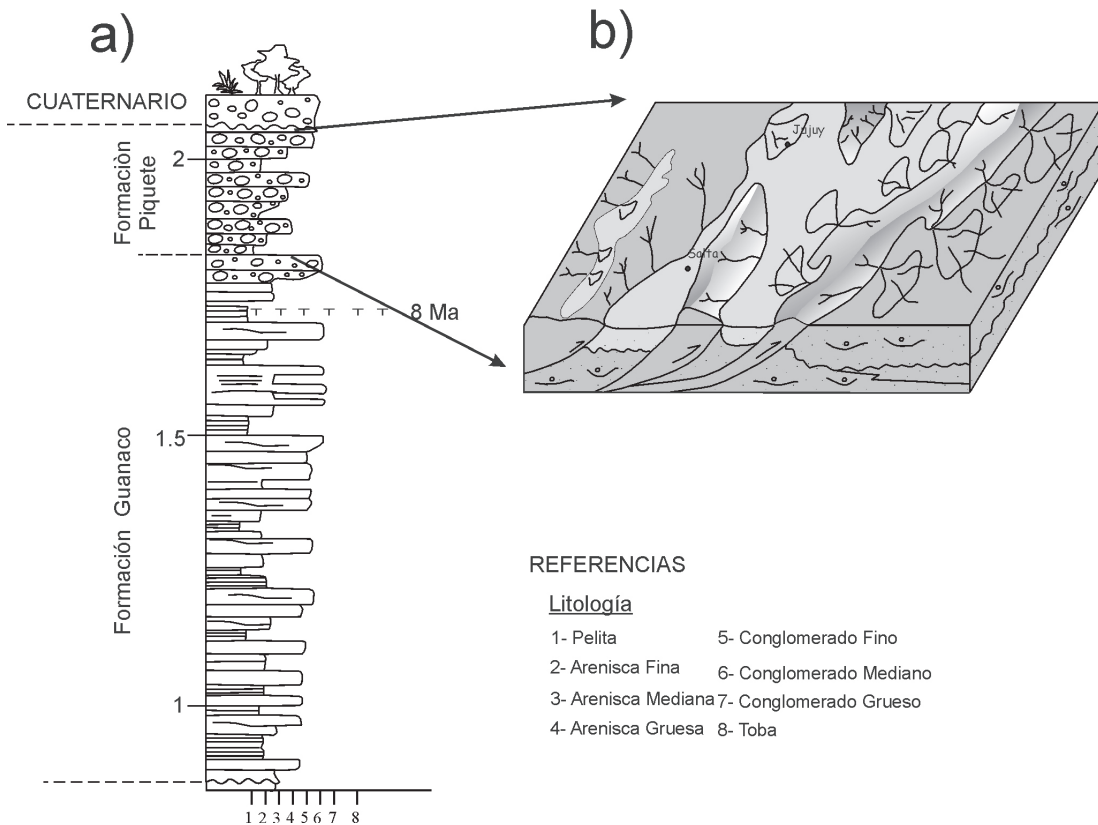 a)
b)
CUATERNARIO
2
Formaciòn
Piquete
8 Ma
Formación Guanaco
1.5
1
1 2 3 4 5 6 7 8
Jujuy
Salta
REFERENCIAS
Litología
1- Pelita
2- Arenisca Fina
3- Arenisca Mediana
4- Arenisca Gruesa
5- Conglomerado Fino
6- Conglomerado Mediano
7- Conglomerado Grueso
8- Toba